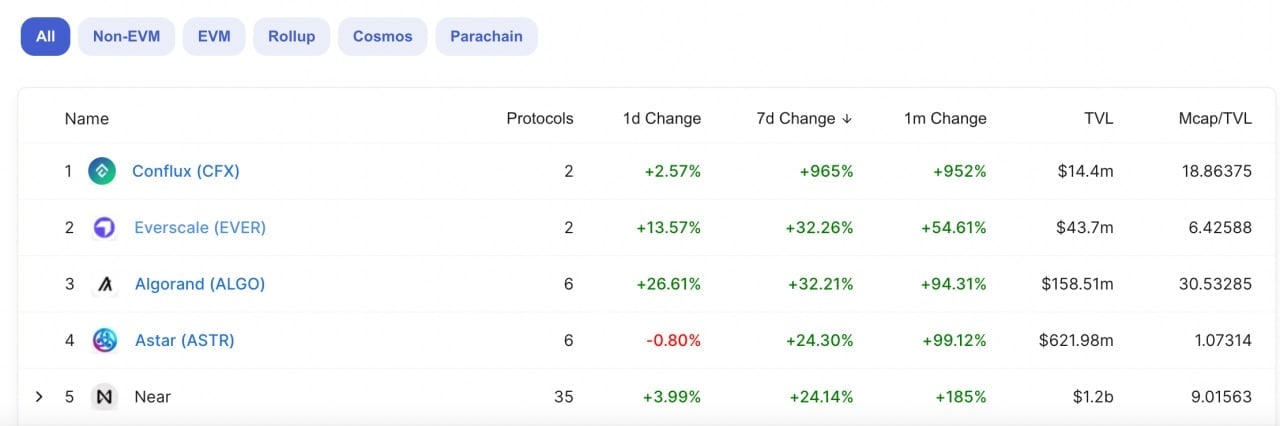 All Non-EVM EVM Rollup Cosmos Parachain
Name Protocols 1d Change 7d Change ↓ 1m Change TVL Mcap/TVL
1 Conflux (CFX) 2 +2.57% +965% +952% $14.4m 18.86375
2 Everscale (EVER) 2 +13.57% +32.26% +54.61% $43.7m 6.42588
3 Algorand (ALGO) 6 +26.61% +32.21% +94.31% $158.51m 30.53285
4 Astar (ASTR) 6 -0.80% +24.30% +99.12% $621.98m 1.07314
5 Near 35 +3.99% +24.14% +185% $1.2b 9.01563